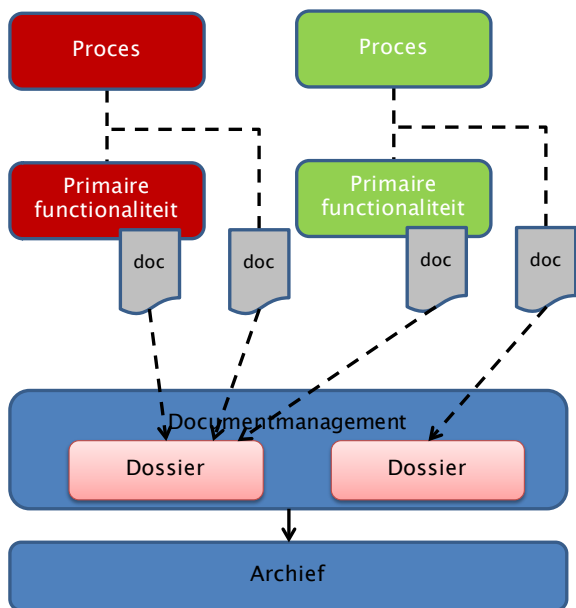 Proces
Proces
Primaire
functionaliteit
Primaire
functionaliteit
doc
doc
doc
doc
Documentmanagement
Dossier
Dossier
Archief